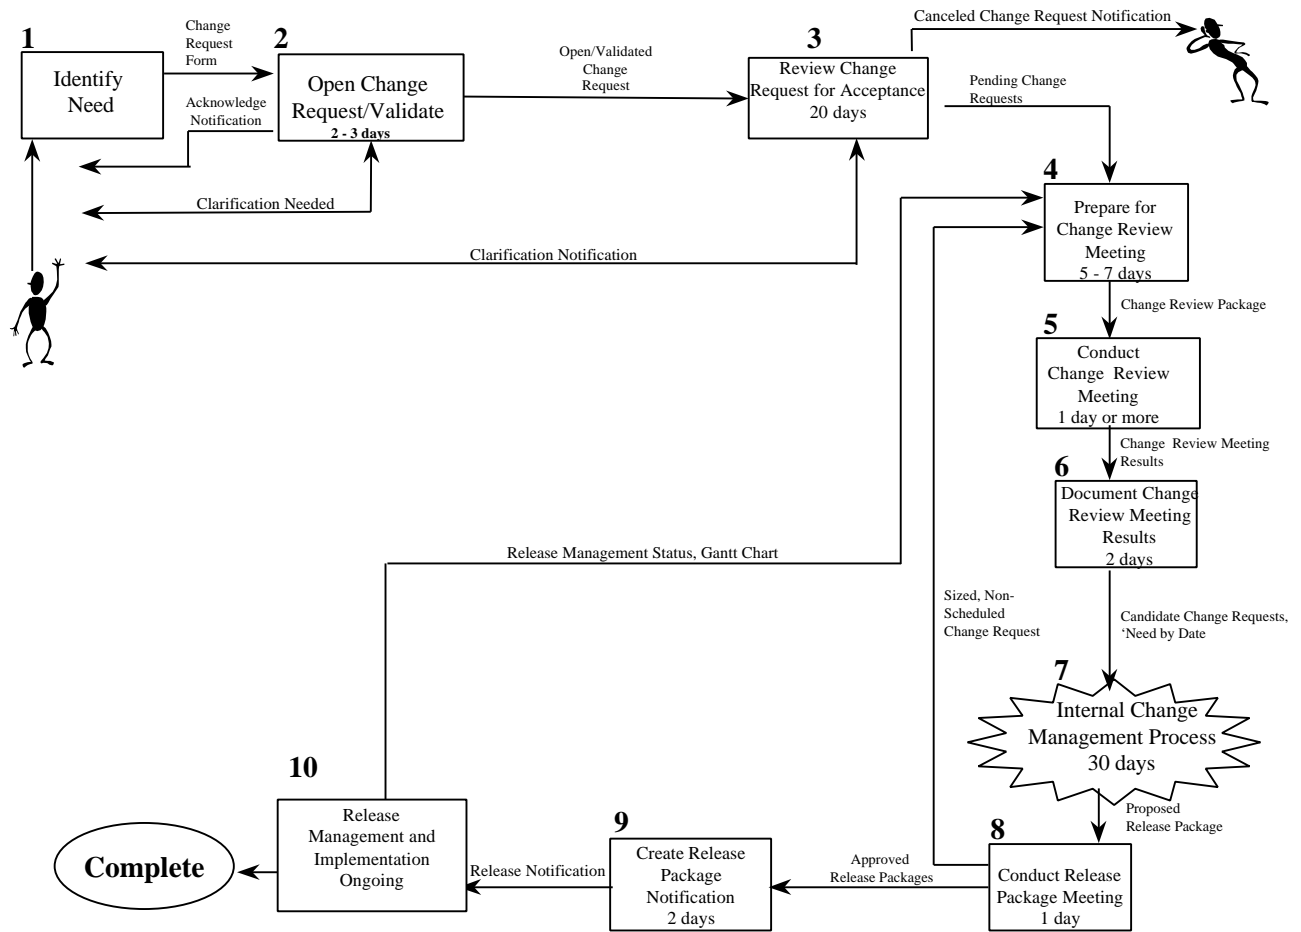 1
Identify
Need
Change
Request
Form
2
Open Change
Request/Validate
2 - 3 days
Acknowledge
Notification
Clarification Needed
Open/Validated
Change
Request
3
Review Change
Request for Acceptance
20 days
Canceled Change Request Notification
Pending Change
Requests
Clarification Notification
4
Prepare for
Change Review
Meeting
5 - 7 days
Change Review Package
5
Conduct
Change Review
Meeting
1 day or more
Change Review Meeting
Results
6
Document Change
Review Meeting
Results
2 days
Release Management Status, Gantt Chart
Sized, Non-
Scheduled
Change Request
Candidate Change Requests,
‘Need by Date
7
Internal Change
Management Process
30 days
Proposed
Release Package
8
Conduct Release
Package Meeting
1 day
Approved
Release Packages
9
Create Release
Package
Notification
2 days
Release Notification
10
Release
Management and
Implementation
Ongoing
Complete